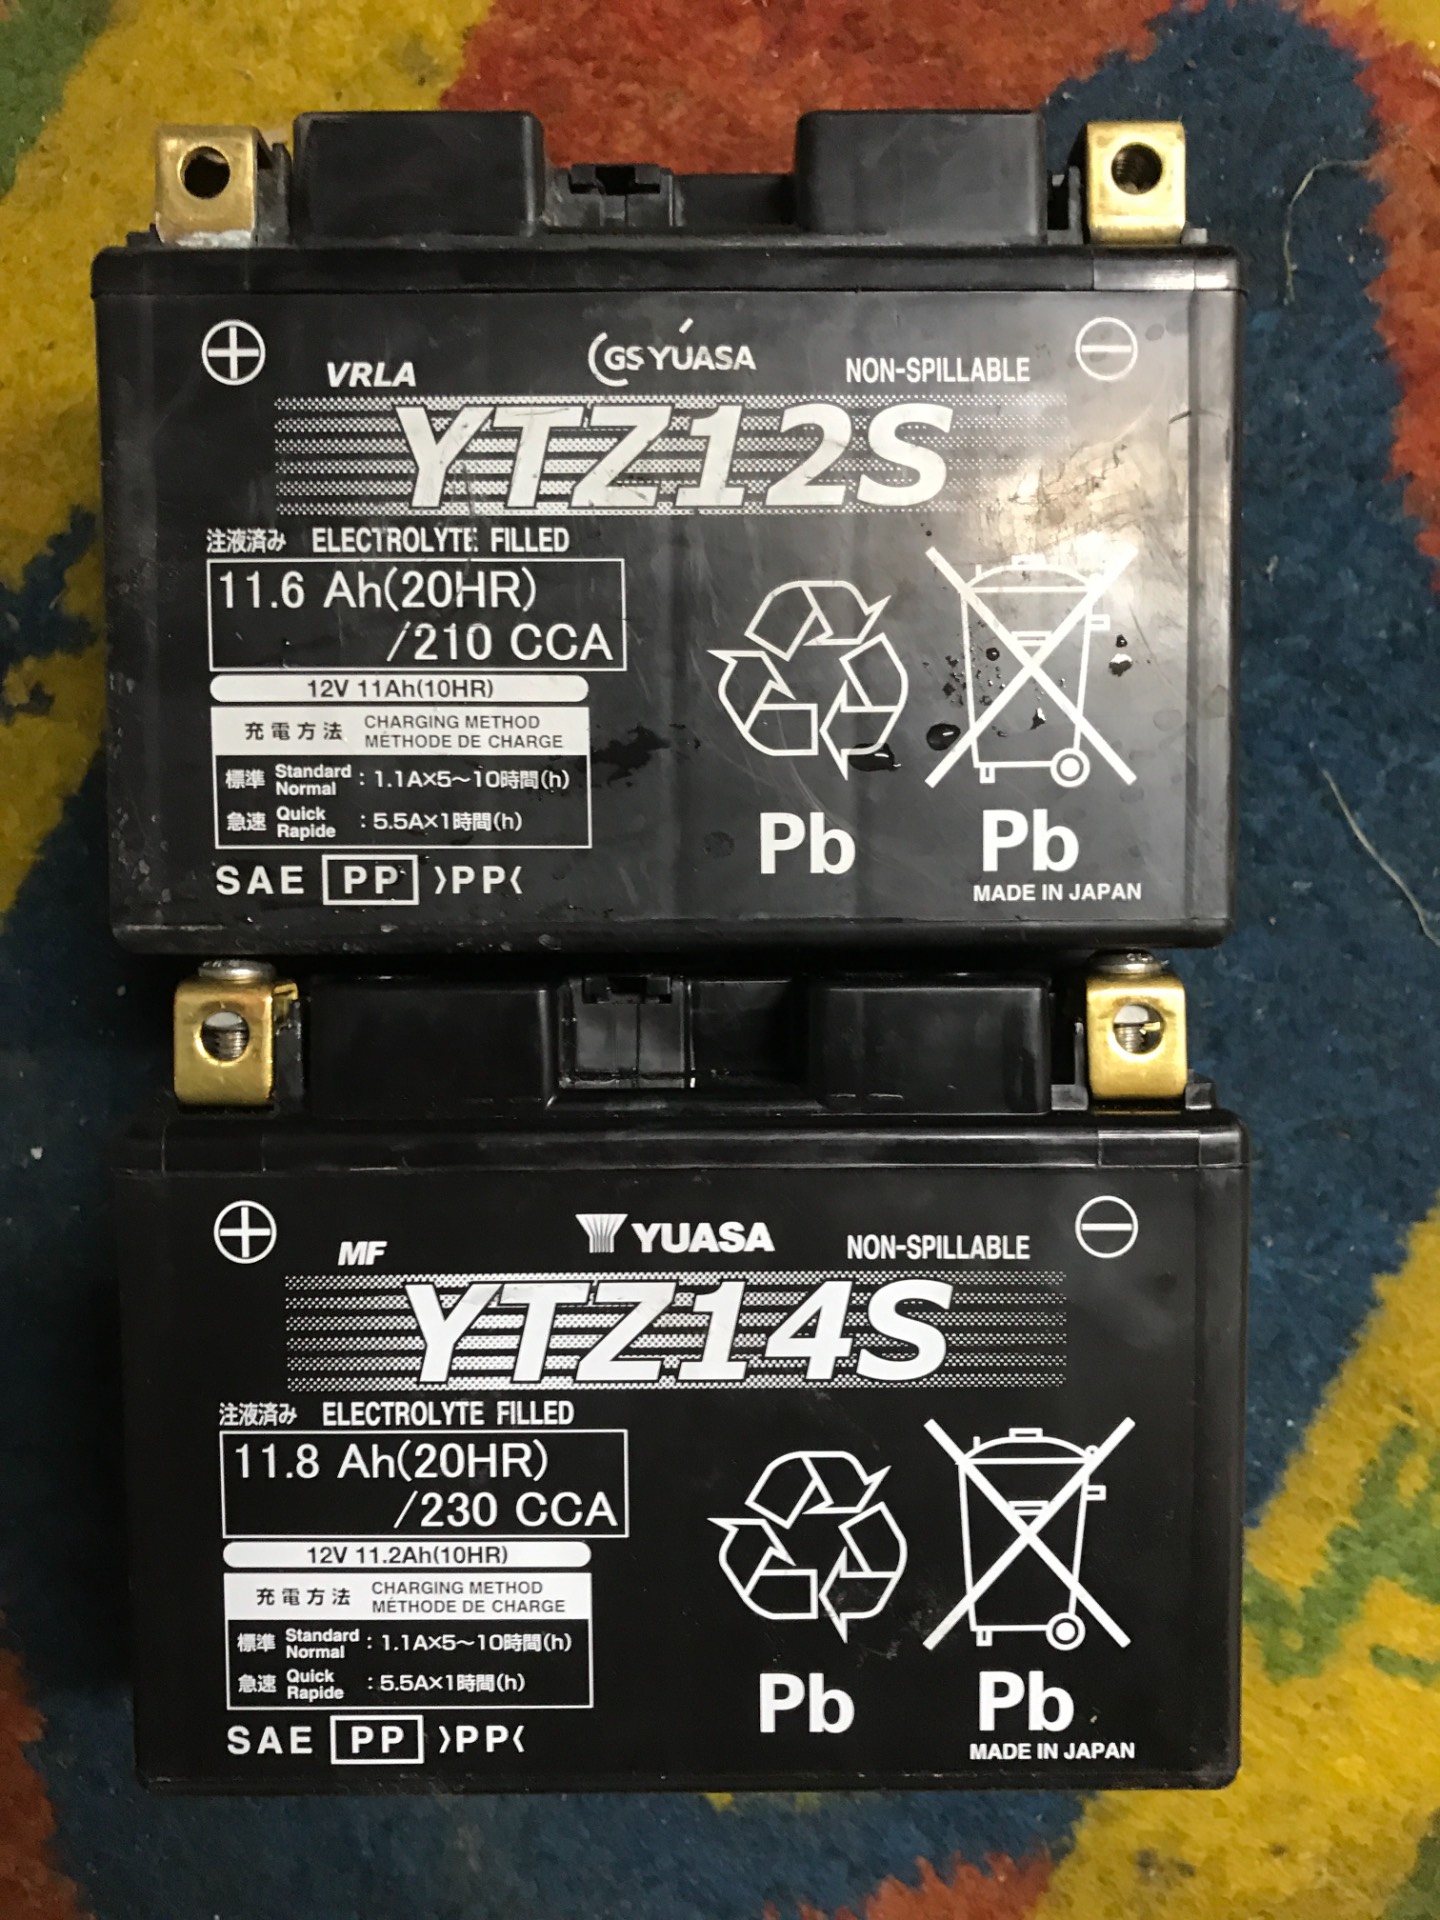 VRLA GS YUASA NON-SPILLABLE
YTZ12S
注液済み ELECTROLYTE FILLED
11.6 Ah(20HR)
/210 CCA
12V 11Ah(10HR)
充電方法 CHARGING METHOD
MÉTHODE DE CHARGE
標準 Standard Normal : 1.1A×5～10時間(h)
急速 Quick Rapide : 5.5A×1時間(h)
SAE PP >PP<
Pb Pb
MADE IN JAPAN
MF YUASA NON-SPILLABLE
YTZ14S
注液済み ELECTROLYTE FILLED
11.8 Ah(20HR)
/230 CCA
12V 11.2Ah(10HR)
充電方法 CHARGING METHOD
MÉTHODE DE CHARGE
標準 Standard Normal : 1.1A×5～10時間(h)
急速 Quick Rapide : 5.5A×1時間(h)
SAE PP >PP<
Pb Pb
MADE IN JAPAN